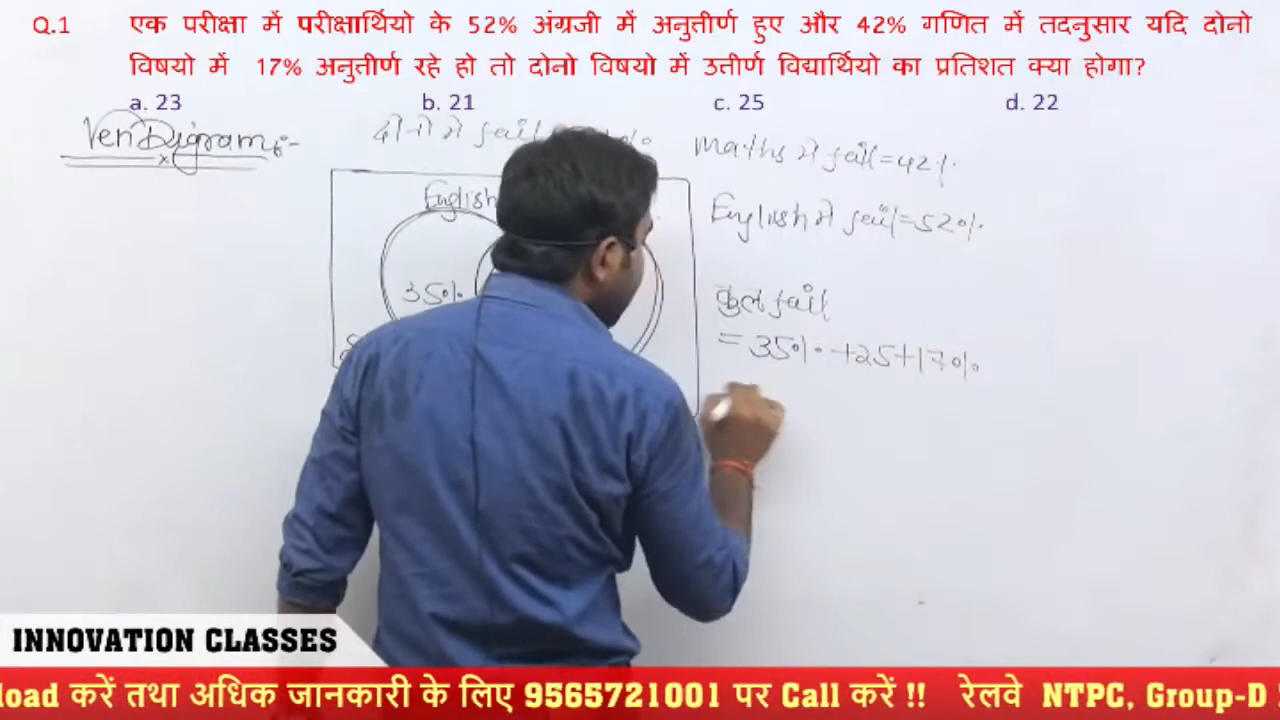 Q.1 एक परीक्षा में परीक्षार्थियो के 52% अंग्रजी में अनुत्तीर्ण हुए और 42% गणित में तदनुसार यदि दोनो
विषयो में 17% अनुत्तीर्ण रहे हो तो दोनो विषयो में उत्तीर्ण विद्यार्थियो का प्रतिशत क्या होगा?
a. 23 b. 21 c. 25 d. 22
Ven Digram:-
दोनो मे fail
maths मे fail = 42%
English
English मे fail = 52%
35%
कुल fail
= 35% + 25 + 17%
INNOVATION CLASSES
load करें तथा अधिक जानकारी के लिए 9565721001 पर Call करें !! रेलवे NTPC, Group-D